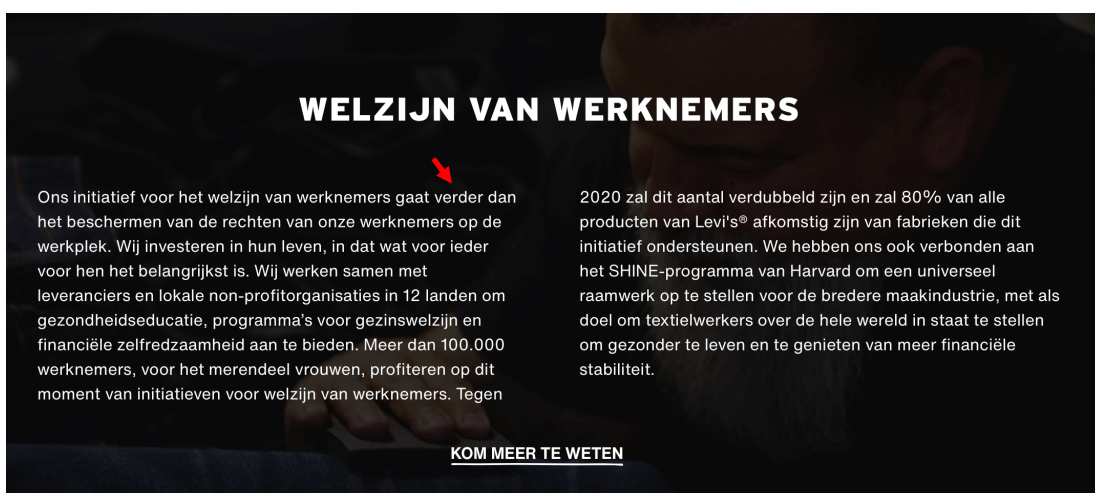 WELZIJN VAN WERKNEMERS
Ons initiatief voor het welzijn van werknemers gaat verder dan
het beschermen van de rechten van onze werknemers op de
werkplek. Wij investeren in hun leven, in dat wat voor ieder
voor hen het belangrijkst is. Wij werken samen met
leveranciers en lokale non-profitorganisaties in 12 landen om
gezondheidseducatie, programma's voor gezinswelzijn en
financiële zelfredzaamheid aan te bieden. Meer dan 100.000
werknemers, voor het merendeel vrouwen, profiteren op dit
moment van initiatieven voor welzijn van werknemers. Tegen
2020 zal dit aantal verdubbeld zijn en zal 80% van alle
producten van Levi's® afkomstig zijn van fabrieken die dit
initiatief ondersteunen. We hebben ons ook verbonden aan
het SHINE-programma van Harvard om een universeel
raamwerk op te stellen voor de bredere maakindustrie, met als
doel om textielwerkers over de hele wereld in staat te stellen
om gezonder te leven en te genieten van meer financiële
stabiliteit.
KOM MEER TE WETEN